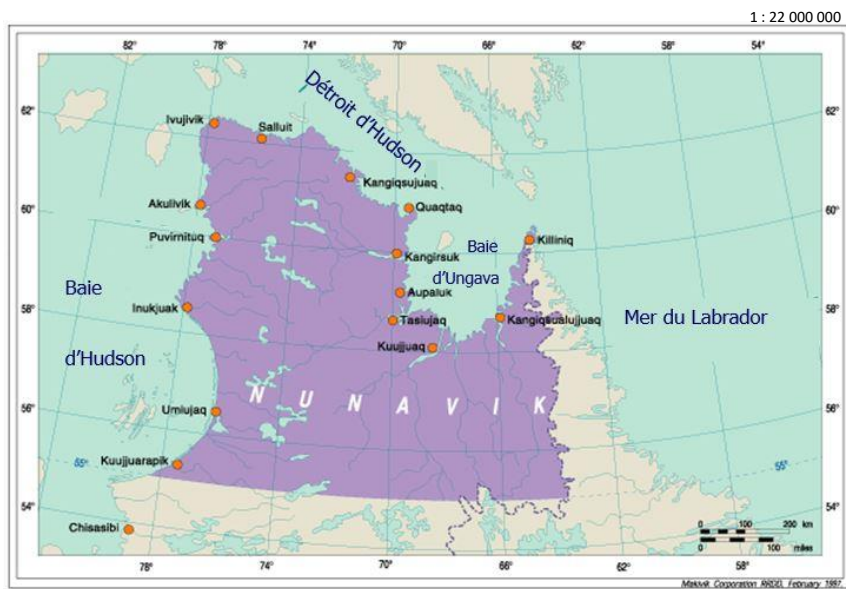 1 : 22 000 000
82°
78°
74°
70°
66°
62°
58°
54°
62°
62°
Détroit d'Hudson
Ivujivik
Salluit
Kangiqsujuaq
Akulivik
Quaqtaq
60°
60°
Puvirnituq
Killiniq
Baie
d'Ungava
Kangirsuk
Baie
d'Hudson
Aupaluk
58°
58°
Inukjuak
Tasiujaq
Kangiqsualujjuaq
Mer du Labrador
Kuujjuaq
NUNAVIK
56°
56°
Umiujaq
55°
55°
Kuujjuarapik
54°
54°
Chisasibi
0 100 200 km
0 100 miles
78°
74°
70°
66°
62°
58°
Makivik Corporation RRDD, February 1997.